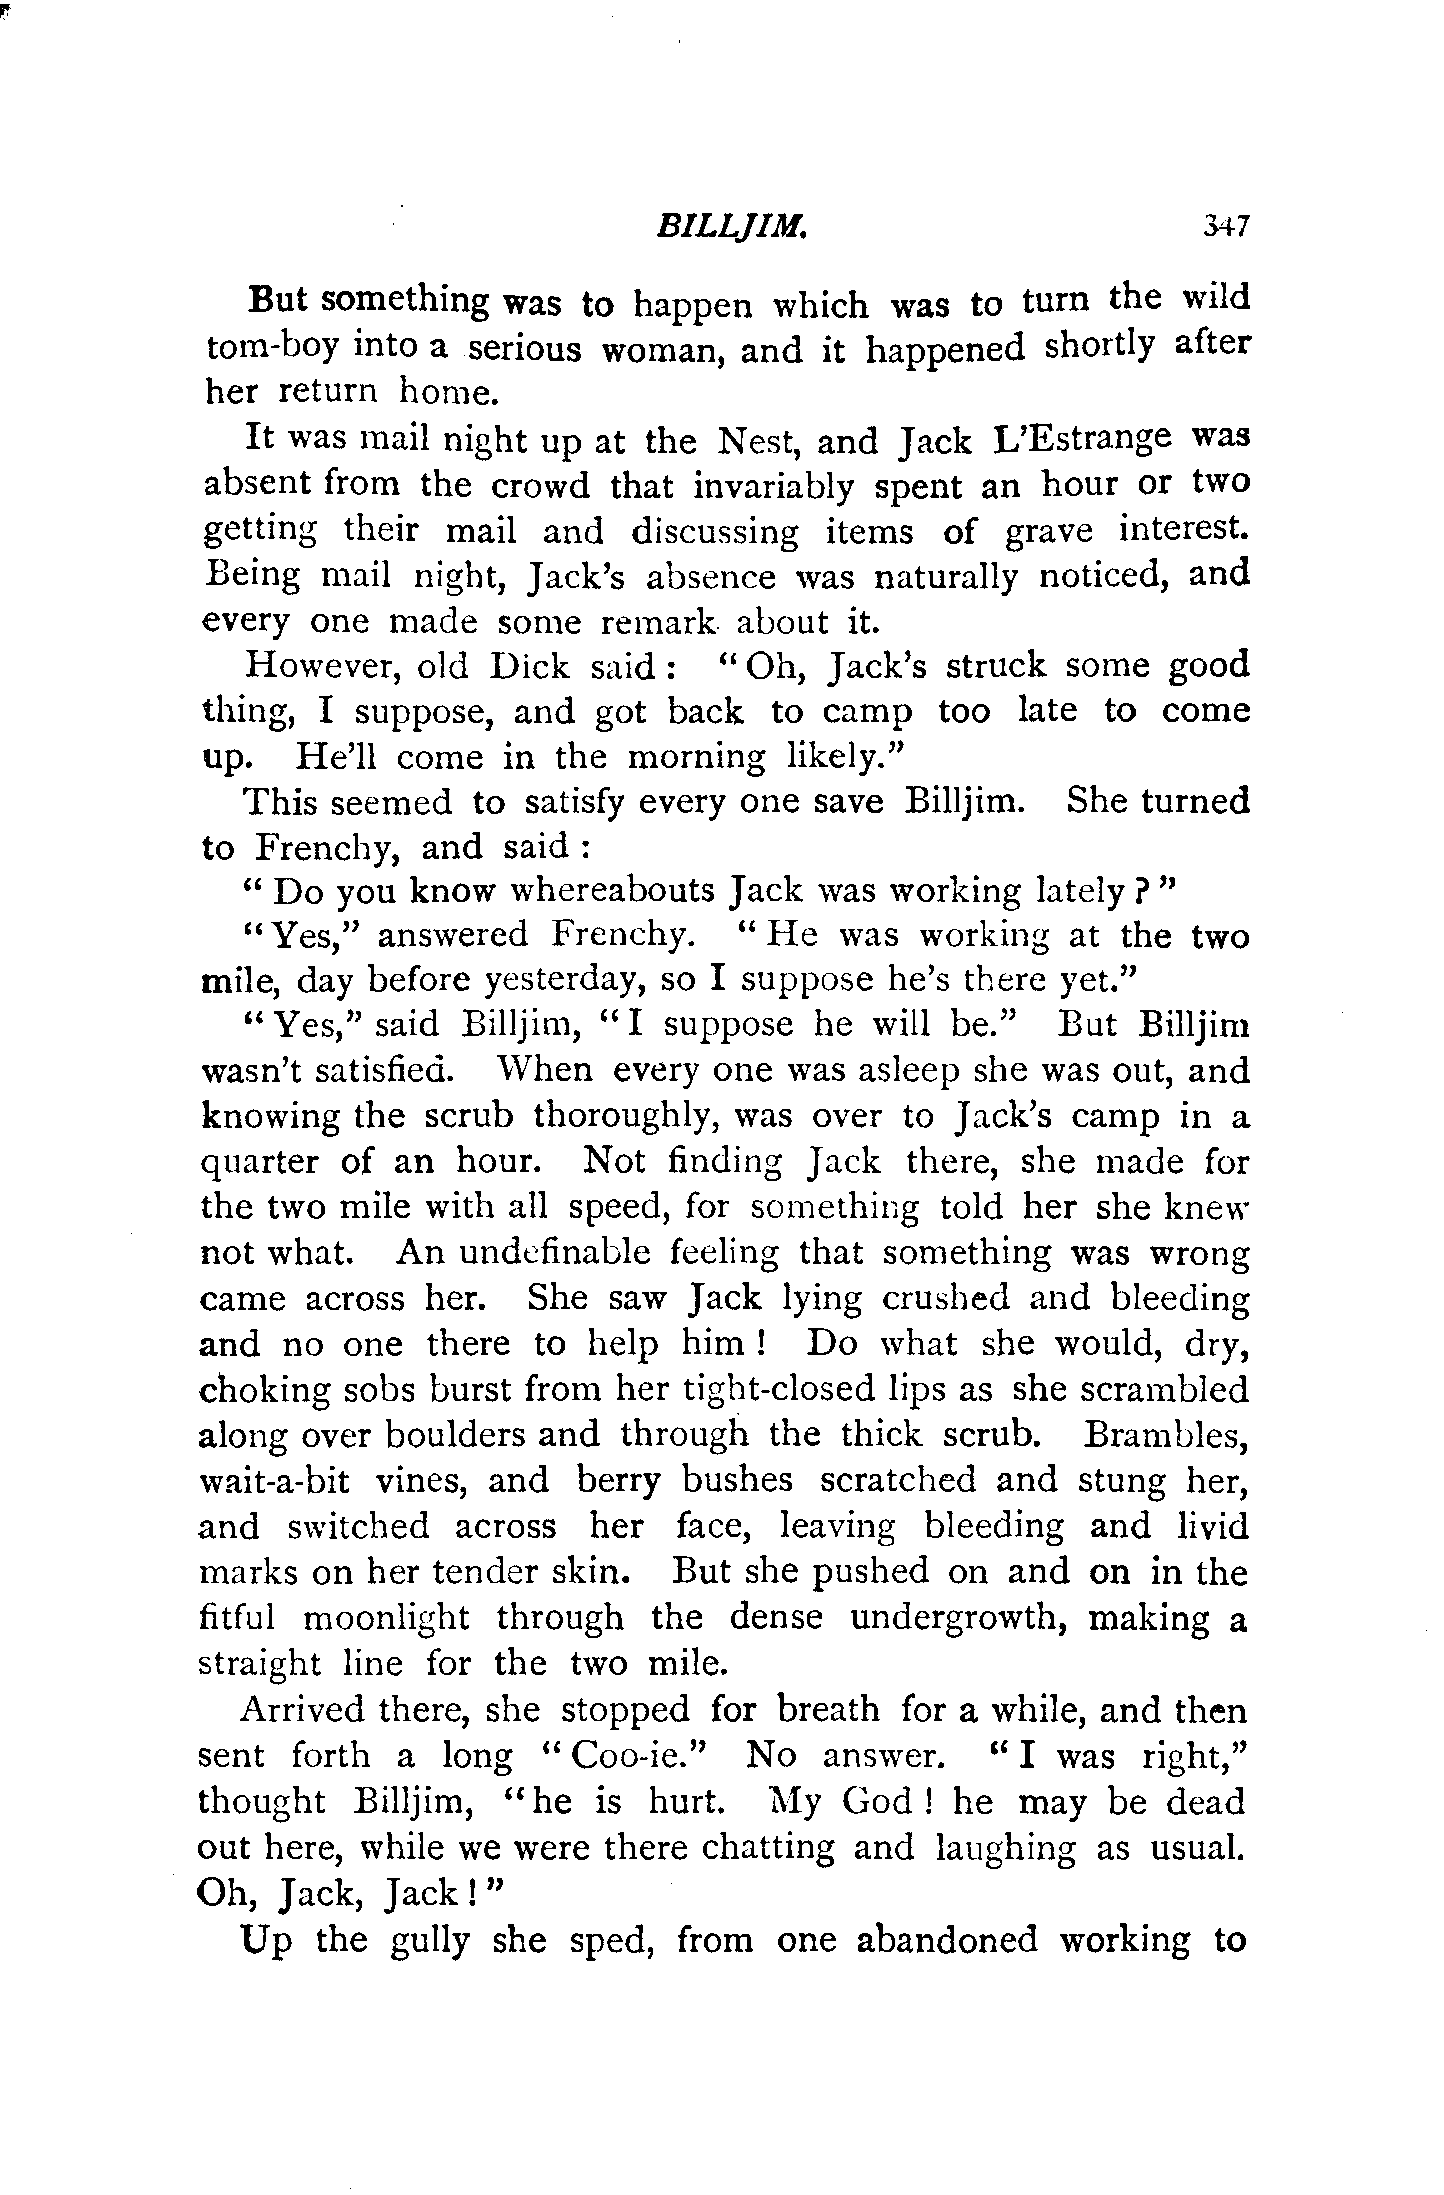 BILLJIM. 347
But something was to happen which was to turn the wild
tom-boy into a serious woman, and it happened shortly after
her return home.
It was mail night up at the Nest, and Jack L'Estrange was
absent from the crowd that invariably spent an hour or two
getting their mail and discussing items of grave interest.
Being mail night, Jack's absence was naturally noticed, and
every one made some remark about it.
However, old Dick said : “ Oh, Jack's struck some good
thing, I suppose, and got back to camp too late to come
up. He'll come in the morning likely.”
This seemed to satisfy every one save Billjim. She turned
to Frenchy, and said :
“ Do you know whereabouts Jack was working lately ? ”
“ Yes,” answered Frenchy. “ He was working at the two
mile, day before yesterday, so I suppose he's there yet.”
“ Yes,” said Billjim, “ I suppose he will be.” But Billjim
wasn't satisfied. When every one was asleep she was out, and
knowing the scrub thoroughly, was over to Jack's camp in a
quarter of an hour. Not finding Jack there, she made for
the two mile with all speed, for something told her she knew
not what. An undefinable feeling that something was wrong
came across her. She saw Jack lying crushed and bleeding
and no one there to help him ! Do what she would, dry,
choking sobs burst from her tight-closed lips as she scrambled
along over boulders and through the thick scrub. Brambles,
wait-a-bit vines, and berry bushes scratched and stung her,
and switched across her face, leaving bleeding and livid
marks on her tender skin. But she pushed on and on in the
fitful moonlight through the dense undergrowth, making a
straight line for the two mile.
Arrived there, she stopped for breath for a while, and then
sent forth a long “ Coo-ie.” No answer. “ I was right,”
thought Billjim, “ he is hurt. My God ! he may be dead
out here, while we were there chatting and laughing as usual.
Oh, Jack, Jack ! ”
Up the gully she sped, from one abandoned working to